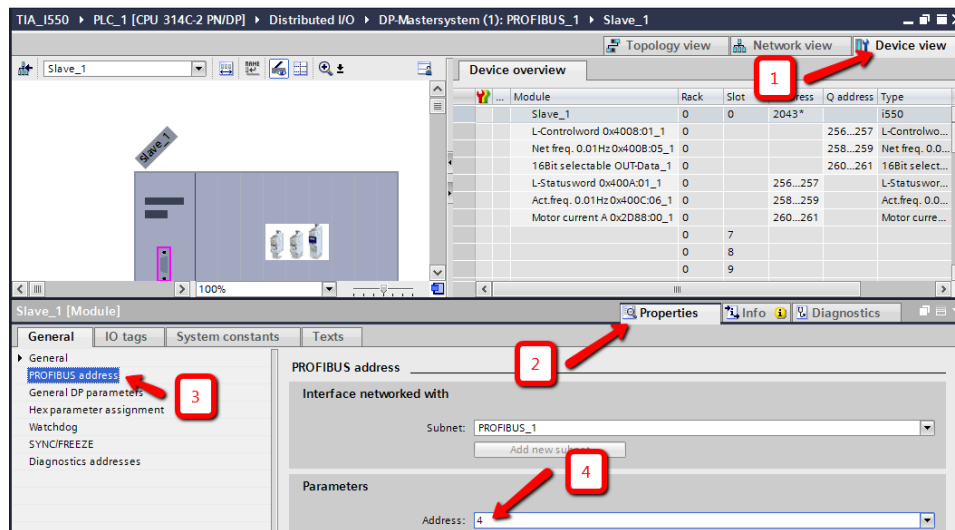 TIA_I550 ▸ PLC_1 [CPU 314C-2 PN/DP] ▸ Distributed I/O ▸ DP-Mastersystem (1): PROFIBUS_1 ▸ Slave_1
Topology view Network view Device view
Slave_1
Device overview
1
... Module Rack Slot Q address Type
Slave_1 0 0 2043* i550
L-Controlword 0x4008:01_1 0 256...257 L-Controlwo...
Net freq. 0.01Hz 0x400B:05_1 0 258...259 Net freq. 0.0...
16Bit selectable OUT-Data_1 0 260...261 16Bit select...
L-Statusword 0x400A:01_1 0 256...257 L-Statuswor...
Act.freq. 0.01Hz 0x400C:06_1 0 258...259 Act.freq. 0.0...
Motor current A 0x2D88:00_1 0 260...261 Motor curre...
0 7
0 8
0 9
slave_1
100%
Slave_1 [Module]
Properties Info Diagnostics
General IO tags System constants Texts
2
General
PROFIBUS address
General DP parameters
Hex parameter assignment
Watchdog
SYNC/FREEZE
Diagnostics addresses
3
PROFIBUS address
Interface networked with
Subnet: PROFIBUS_1
Add new subnet
4
Parameters
Address: 4